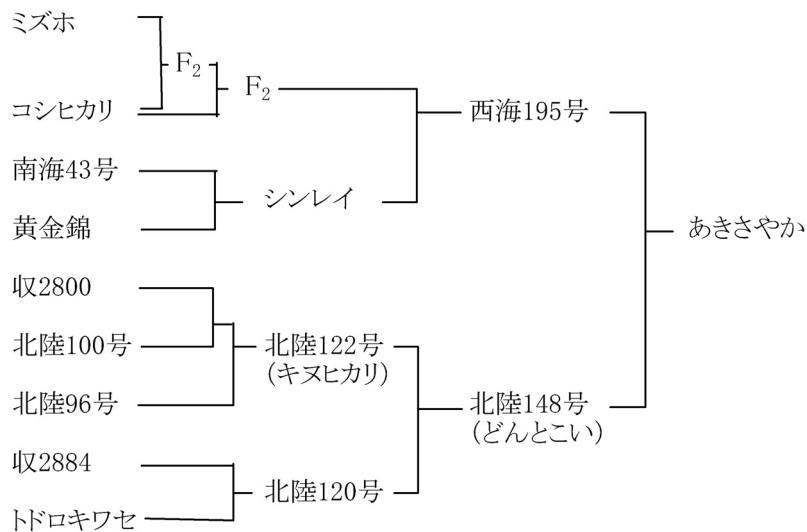 ミズホ
F2
F2
コシヒカリ
西海195号
南海43号
シンレイ
黄金錦
あきさやか
収2800
北陸100号
北陸122号
(キヌヒカリ)
北陸96号
北陸148号
(どんとこい)
収2884
北陸120号
トドロキワセ